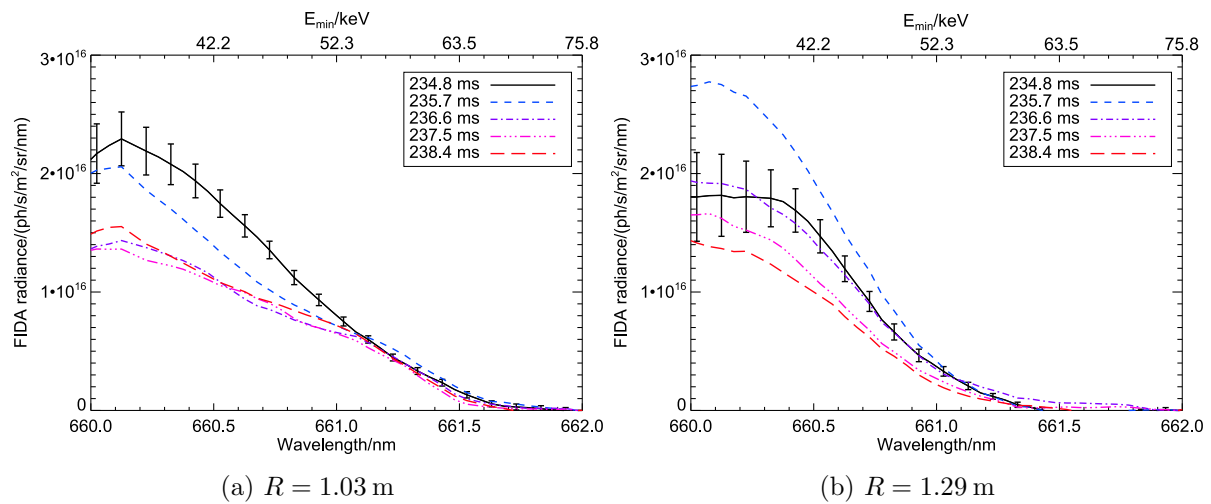 E_min/keV
42.2 52.3 63.5 75.8
3•10^16
2•10^16
1•10^16
0
FIDA radiance/(ph/s/m^2/sr/nm)
234.8 ms
235.7 ms
236.6 ms
237.5 ms
238.4 ms
660.0 660.5 661.0 661.5 662.0
Wavelength/nm
(a) R = 1.03 m
E_min/keV
42.2 52.3 63.5 75.8
3•10^16
2•10^16
1•10^16
0
FIDA radiance/(ph/s/m^2/sr/nm)
234.8 ms
235.7 ms
236.6 ms
237.5 ms
238.4 ms
660.0 660.5 661.0 661.5 662.0
Wavelength/nm
(b) R = 1.29 m